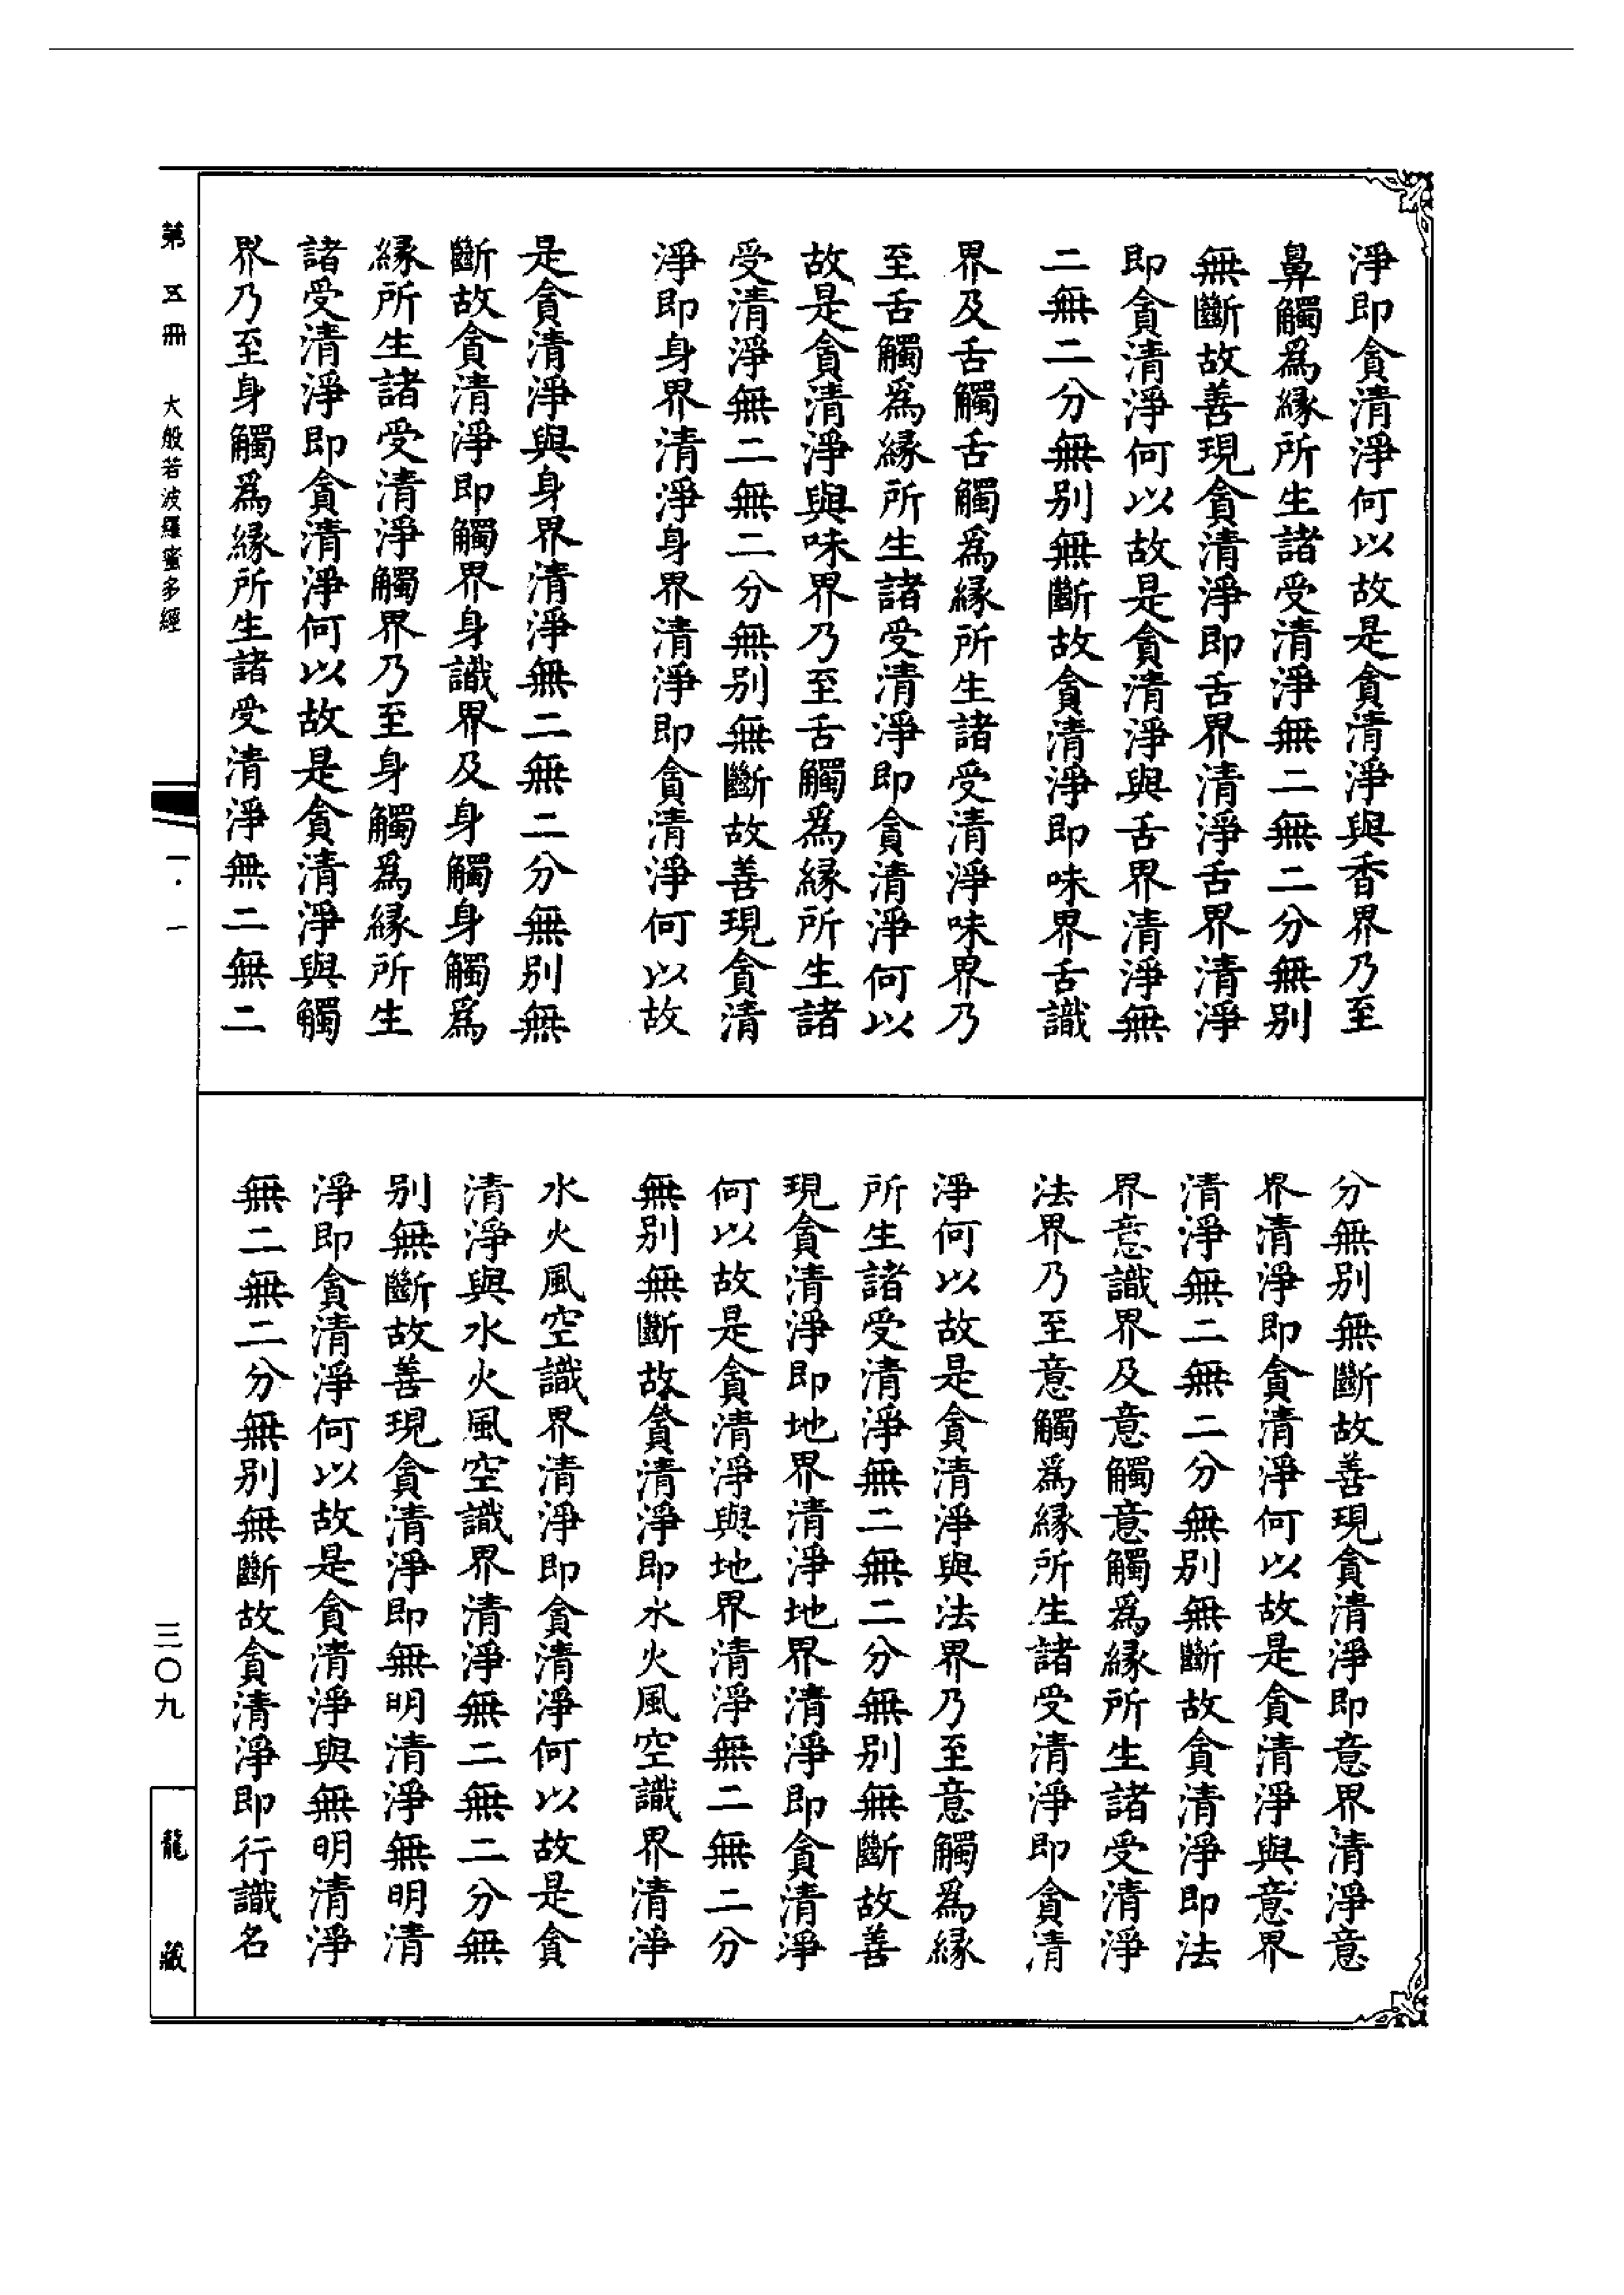 淨即貪清淨何以故是貪清淨與香界乃至
鼻觸為緣所生諸受清淨無二無二分無別
無斷故善現貪清淨即舌界清淨舌界清淨
即貪清淨何以故是貪清淨與舌界清淨無
二無二分無別無斷故貪清淨即味界舌識
界及舌觸舌觸為緣所生諸受清淨味界乃
至舌觸為緣所生諸受清淨即貪清淨何以
故是貪清淨與味界乃至舌觸為緣所生諸
受清淨無二無二分無別無斷故善現貪清
淨即身界清淨身界清淨即貪清淨何以故
是貪清淨與身界清淨無二無二分無別無
斷故貪清淨即觸界身識界及身觸身觸為
緣所生諸受清淨觸界乃至身觸為緣所生
諸受清淨即貪清淨何以故是貪清淨與觸
界乃至身觸為緣所生諸受清淨無二無二
分無別無斷故善現貪清淨即意界清淨意
界清淨即貪清淨何以故是貪清淨與意界
清淨無二無二分無別無斷故貪清淨即法
界意識界及意觸意觸為緣所生諸受清淨
法界乃至意觸為緣所生諸受清淨即貪清
淨何以故是貪清淨與法界乃至意觸為緣
所生諸受清淨無二無二分無別無斷故善
現貪清淨即地界清淨地界清淨即貪清淨
何以故是貪清淨與地界清淨無二無二分
無別無斷故貪清淨即水火風空識界清淨
水火風空識界清淨即貪清淨何以故是貪
清淨與水火風空識界清淨無二無二分無
別無斷故善現貪清淨即無明清淨無明清
淨即貪清淨何以故是貪清淨與無明清淨
無二無二分無別無斷故貪清淨即行識名
第五冊 大般若波羅蜜多經
一·一
三〇九
龍藏